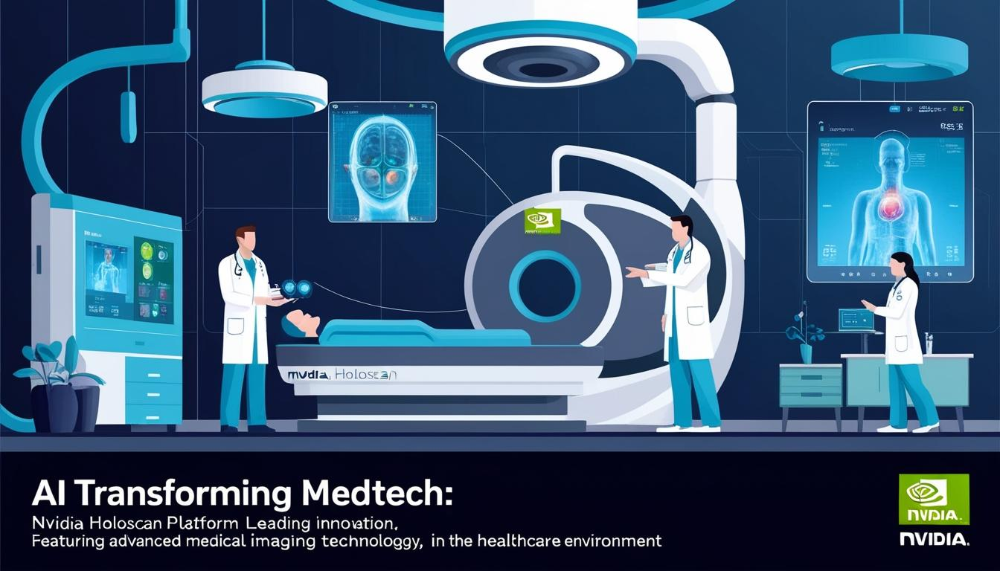 mvdia, Holoscan
AI Transforming Medtech:
Nvidia Holoscan Platform Leading innovation,
Featuring advanced medical imaging technology, in the healthcare environment
NVDIA.
NVIDIA.